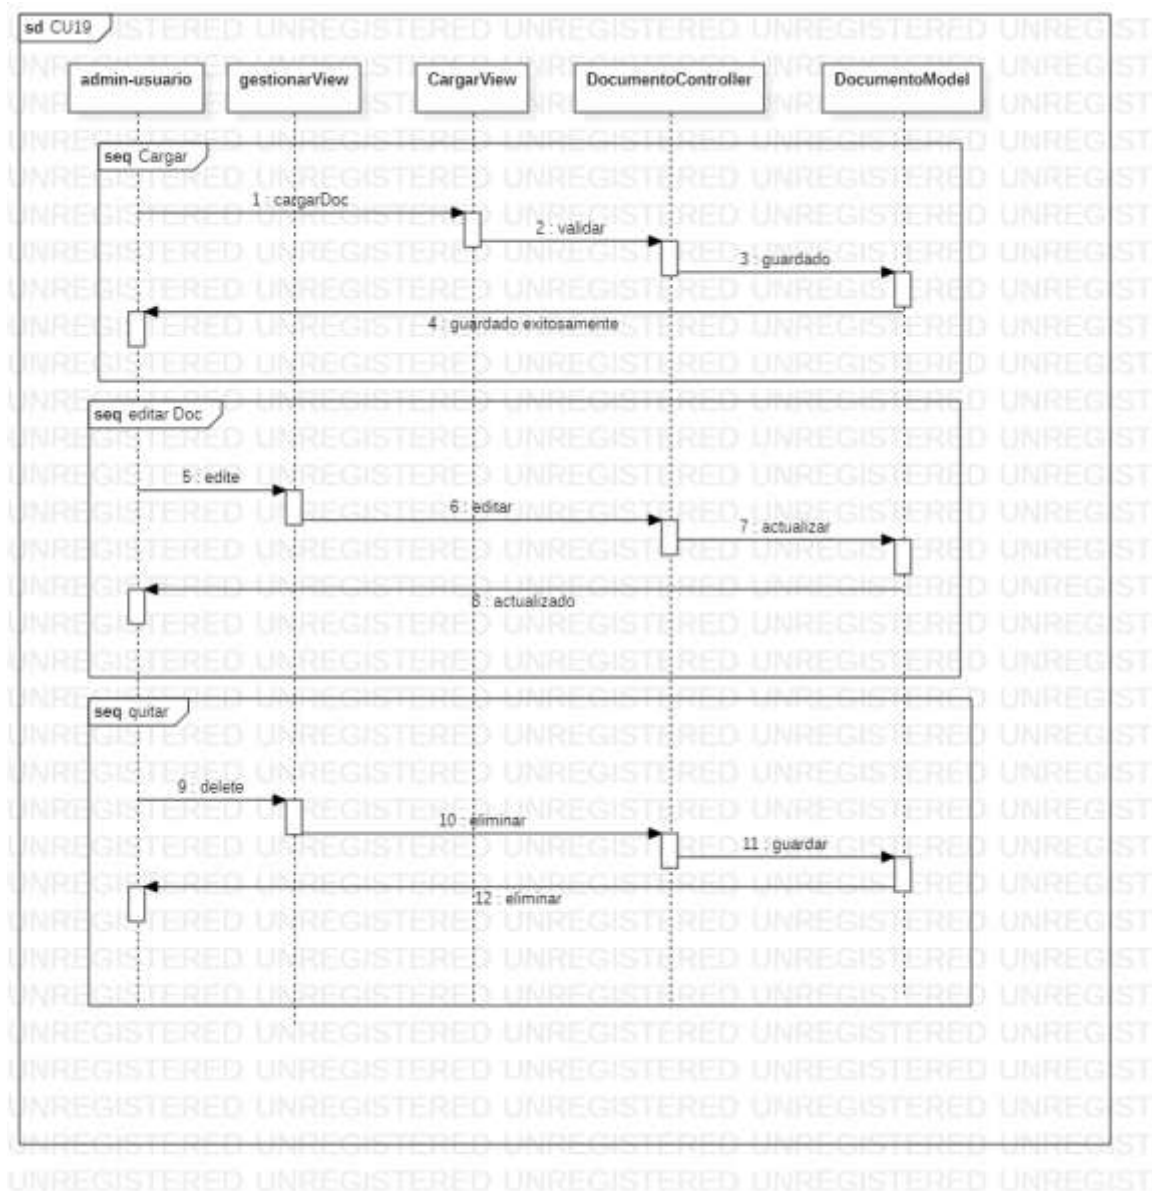 sd CU19
admin-usuario
gestionarView
CargarView
DocumentoController
DocumentoModel
seq Cargar
1 : cargarDoc
2 : validar
3 : guardado
4 : guardado exitosamente
seq editar Doc
5 : edite
6 : editar
7 : actualizar
8 : actualizado
seq quitar
9 : delete
10 : eliminar
11 : guardar
12 : eliminar
UNREGISTERED UNREGISTERED UNREGISTERED UNREGISTERED UNREGIST